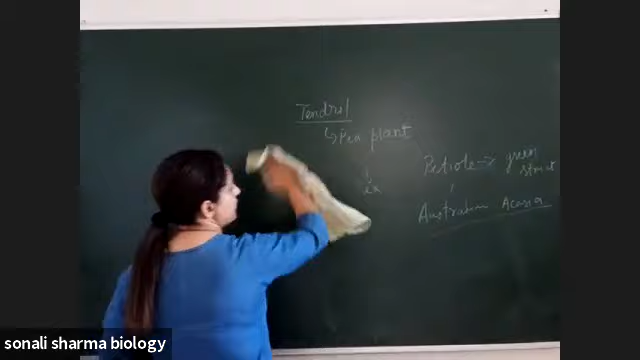 Tendril
↳ Pea plant
Petiole → green
Australian Acacia
sonali sharma biology